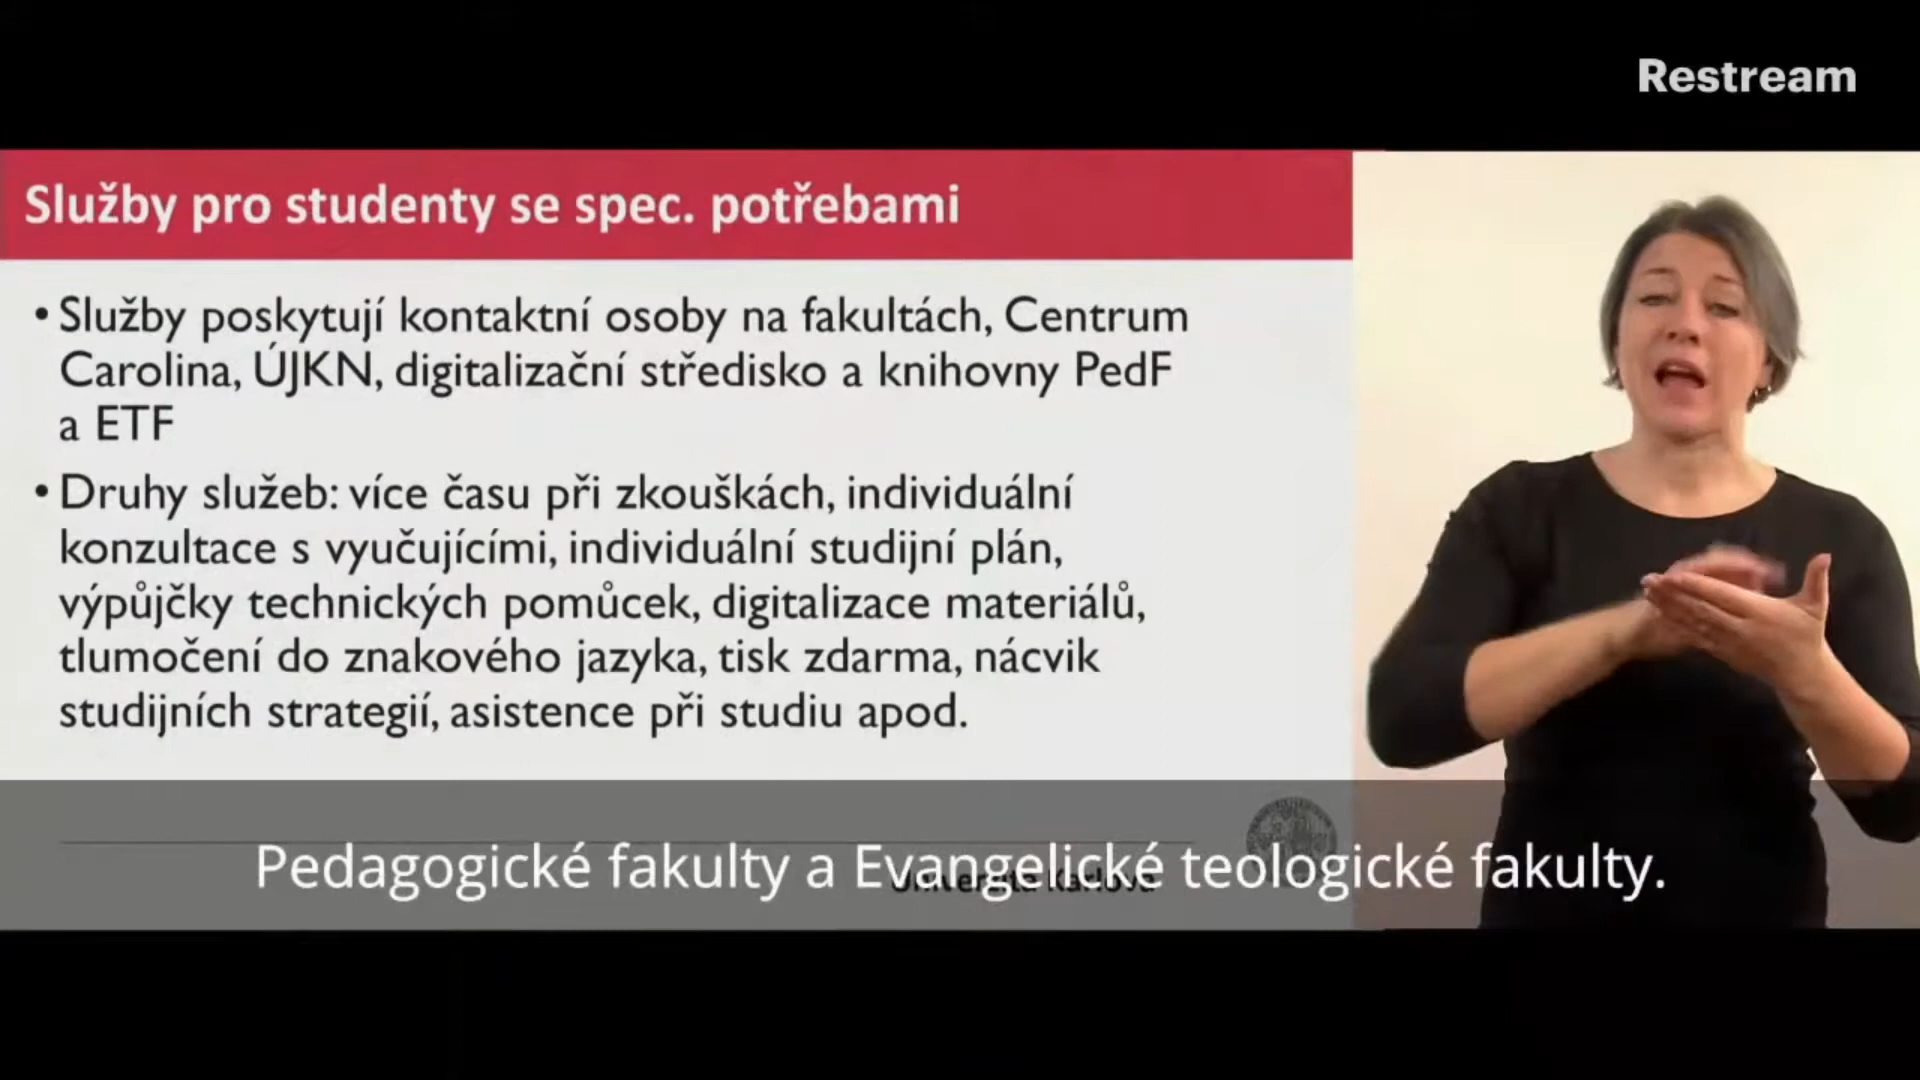 Restream
Služby pro studenty se spec. potřebami
• Služby poskytují kontaktní osoby na fakultách, Centrum
Carolina, ÚJKN, digitalizační středisko a knihovny PedF
a ETF
• Druhy služeb: více času při zkouškách, individuální
konzultace s vyučujícími, individuální studijní plán,
výpůjčky technických pomůcek, digitalizace materiálů,
tlumočení do znakového jazyka, tisk zdarma, nácvik
studijních strategií, asistence při studiu apod.
Pedagogické fakulty a Evangelické teologické fakulty.
Univerzita Karlova